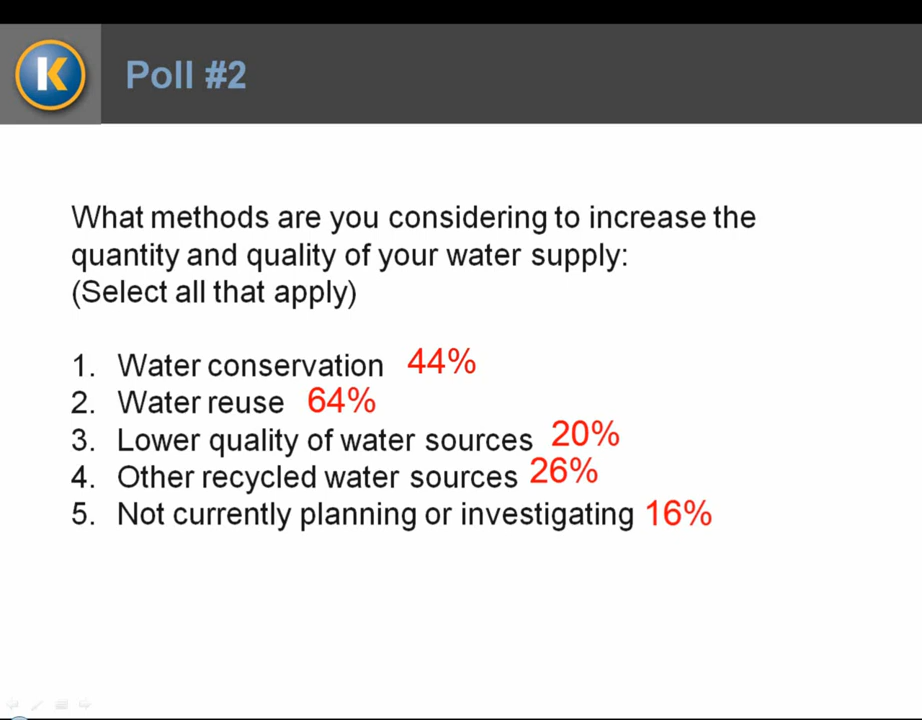 K
Poll #2
What methods are you considering to increase the
quantity and quality of your water supply:
(Select all that apply)
1. Water conservation 44%
2. Water reuse 64%
3. Lower quality of water sources 20%
4. Other recycled water sources 26%
5. Not currently planning or investigating 16%